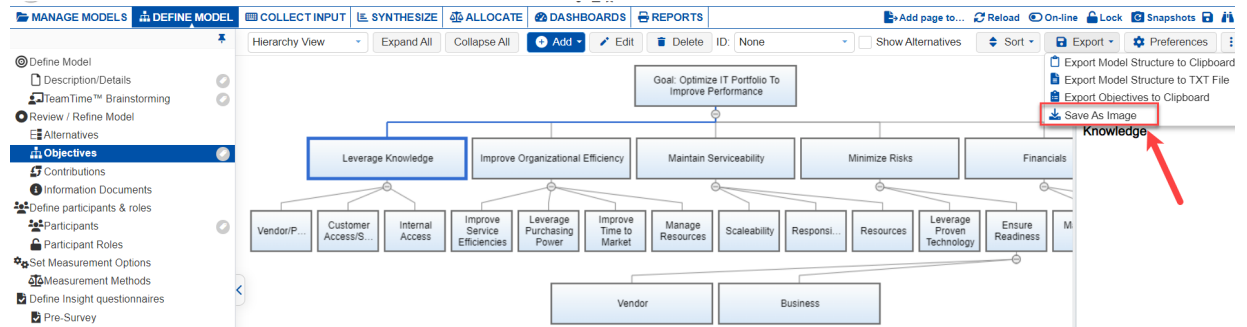 MANAGE MODELS DEFINE MODEL COLLECT INPUT SYNTHESIZE ALLOCATE DASHBOARDS REPORTS Add page to... Reload On-line Lock Snapshots
Hierarchy View Expand All Collapse All Add Edit Delete ID: None Show Alternatives Sort Export Preferences
Define Model
Description/Details
TeamTime™ Brainstorming
Review / Refine Model
Alternatives
Objectives
Contributions
Information Documents
Define participants & roles
Participants
Participant Roles
Set Measurement Options
Measurement Methods
Define Insight questionnaires
Pre-Survey
Export Model Structure to Clipboard
Export Model Structure to TXT File
Export Objectives to Clipboard
Save As Image
Knowledge
Goal: Optimize IT Portfolio To
Improve Performance
Leverage Knowledge Improve Organizational Efficiency Maintain Serviceability Minimize Risks Financials
Vendor/P...
Customer
Access/S...
Internal
Access
Improve
Service
Efficiencies
Leverage
Purchasing
Power
Improve
Time to
Market
Manage
Resources
Scaleability
Responsi...
Resources
Leverage
Proven
Technology
Ensure
Readiness
Vendor Business